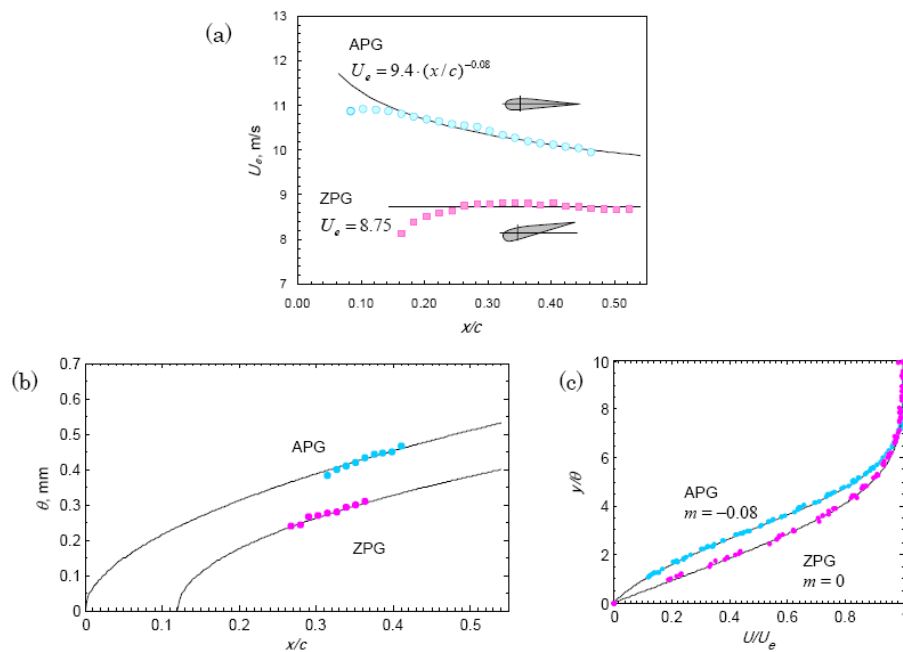 (a)
13
12
11
10
9
8
7
U_e, m/s
APG
U_e = 9.4·(x/c)^{-0.08}
ZPG
U_e = 8.75
0.00 0.10 0.20 0.30 0.40 0.50
x/c
(b)
0.7
0.6
0.5
0.4
0.3
0.2
0.1
0
θ, mm
APG
ZPG
0 0.1 0.2 0.3 0.4 0.5
x/c
(c)
10
8
6
4
2
0
y/θ
APG
m = −0.08
ZPG
m = 0
0 0.2 0.4 0.6 0.8 1
U/U_e